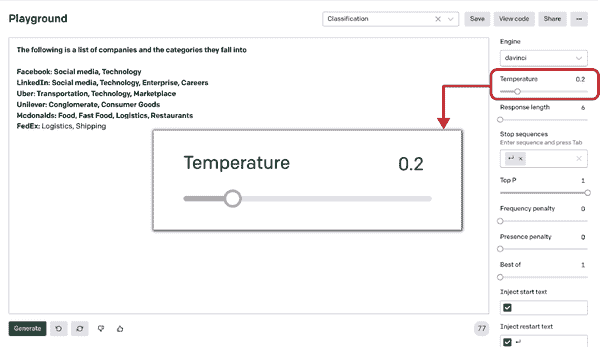 Playground
Classification
Save
View code
Share
The following is a list of companies and the categories they fall into
Facebook: Social media, Technology
LinkedIn: Social media, Technology, Enterprise, Careers
Uber: Transportation, Technology, Marketplace
Unilever: Conglomerate, Consumer Goods
Mcdonalds: Food, Fast Food, Logistics, Restaurants
FedEx: Logistics, Shipping
Temperature 0.2
Engine
davinci
Temperature 0.2
Response length 6
Stop sequences
Enter sequence and press Tab
↵ ×
Top P 1
Frequency penalty 0
Presence penalty 0
Best of 1
Inject start text
Inject restart text
↵
Generate
77